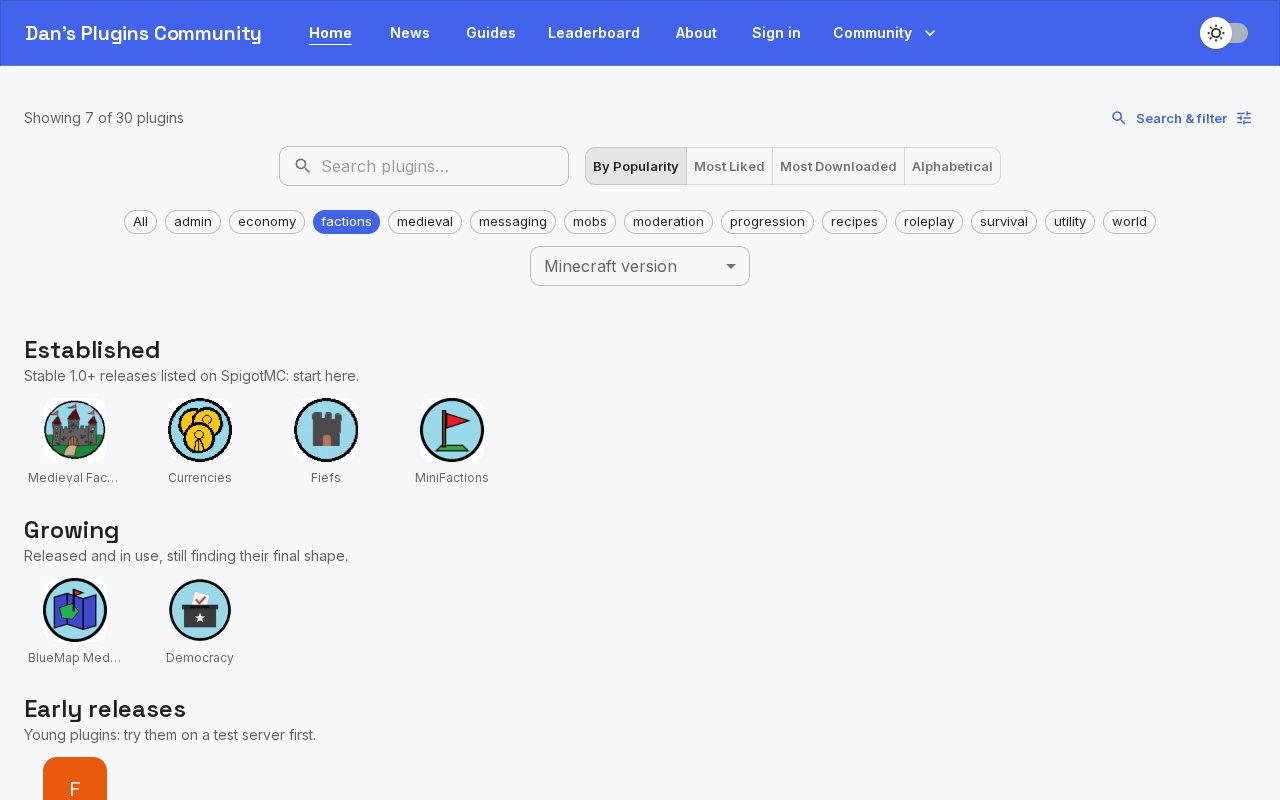 Dan's Plugins Community Home News Guides Leaderboard About Sign in Community
Showing 7 of 30 plugins Search & filter
Search plugins... By Popularity Most Liked Most Downloaded Alphabetical
All admin economy factions medieval messaging mobs moderation progression recipes roleplay survival utility world
Minecraft version
Established
Stable 1.0+ releases listed on SpigotMC: start here.
Medieval Fac... Currencies Fiefs MiniFactions
Growing
Released and in use, still finding their final shape.
BlueMap Med... Democracy
Early releases
Young plugins: try them on a test server first.
F